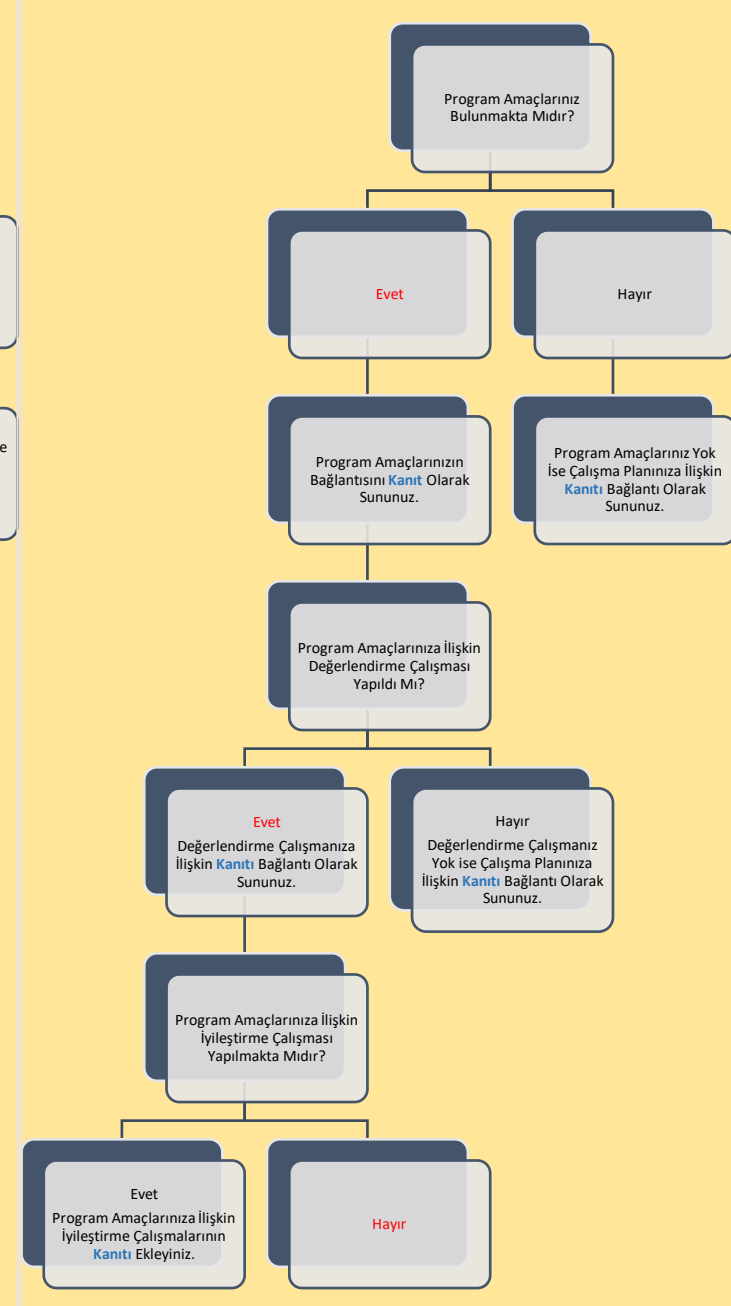 Program Amaçlarınız
Bulunmakta Mıdır?
Evet
Hayır
e
Program Amaçlarınızın
Bağlantısını Kanıt Olarak
Sununuz.
Program Amaçlarınız Yok
İse Çalışma Planınıza İlişkin
Kanıtı Bağlantı Olarak
Sununuz.
Program Amaçlarınıza İlişkin
Değerlendirme Çalışması
Yapıldı Mı?
Evet
Değerlendirme Çalışmanıza
İlişkin Kanıtı Bağlantı Olarak
Sununuz.
Hayır
Değerlendirme Çalışmanız
Yok ise Çalışma Planınıza
İlişkin Kanıtı Bağlantı Olarak
Sununuz.
Program Amaçlarınıza İlişkin
İyileştirme Çalışması
Yapılmakta Mıdır?
Evet
Program Amaçlarınıza İlişkin
İyileştirme Çalışmalarının
Kanıtı Ekleyiniz.
Hayır